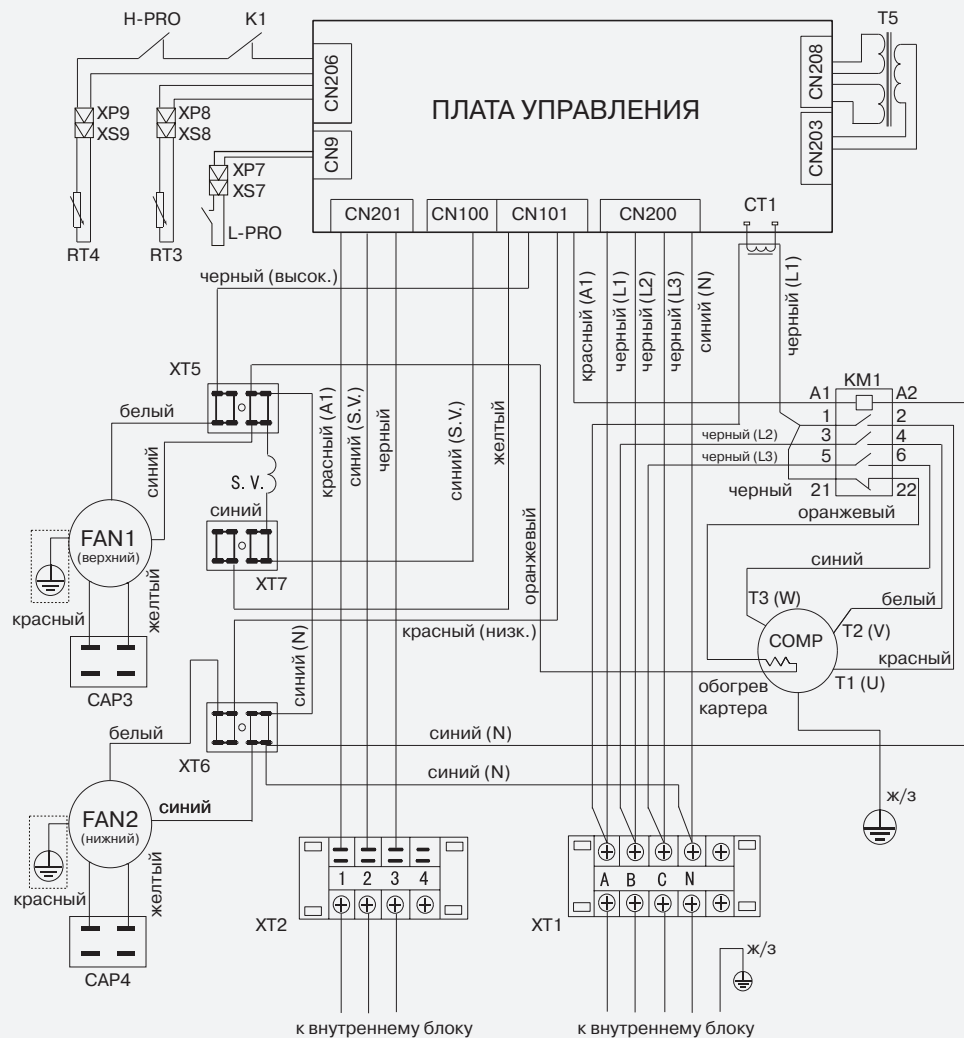 H-PRO
K1
T5
CN206
CN208
XP9
XS9
XP8
XS8
ПЛАТА УПРАВЛЕНИЯ
CN9
CN203
XP7
XS7
L-PRO
RT4
RT3
CN201
CN100
CN101
CN200
CT1
черный (высок.)
красный (A1)
черный (L1)
черный (L2)
черный (L3)
синий (N)
черный (L1)
XT5
белый
синий
S. V.
синий
XT7
красный (A1)
синий (S.V.)
черный
синий (S.V.)
желтый
оранжевый
KM1
A1
A2
1
2
черный (L2)
3
4
черный (L3)
5
6
черный
21
22
оранжевый
FAN1
(верхний)
красный
желтый
CAP3
синий
белый
T3 (W)
COMP
T2 (V)
красный
T1 (U)
обогрев
картера
красный (низк.)
синий (N)
белый
XT6
синий (N)
синий (N)
синий
FAN2
(нижний)
красный
желтый
CAP4
ж/з
1
2
3
4
XT2
A
B
C
N
XT1
ж/з
к внутреннему блоку
к внутреннему блоку